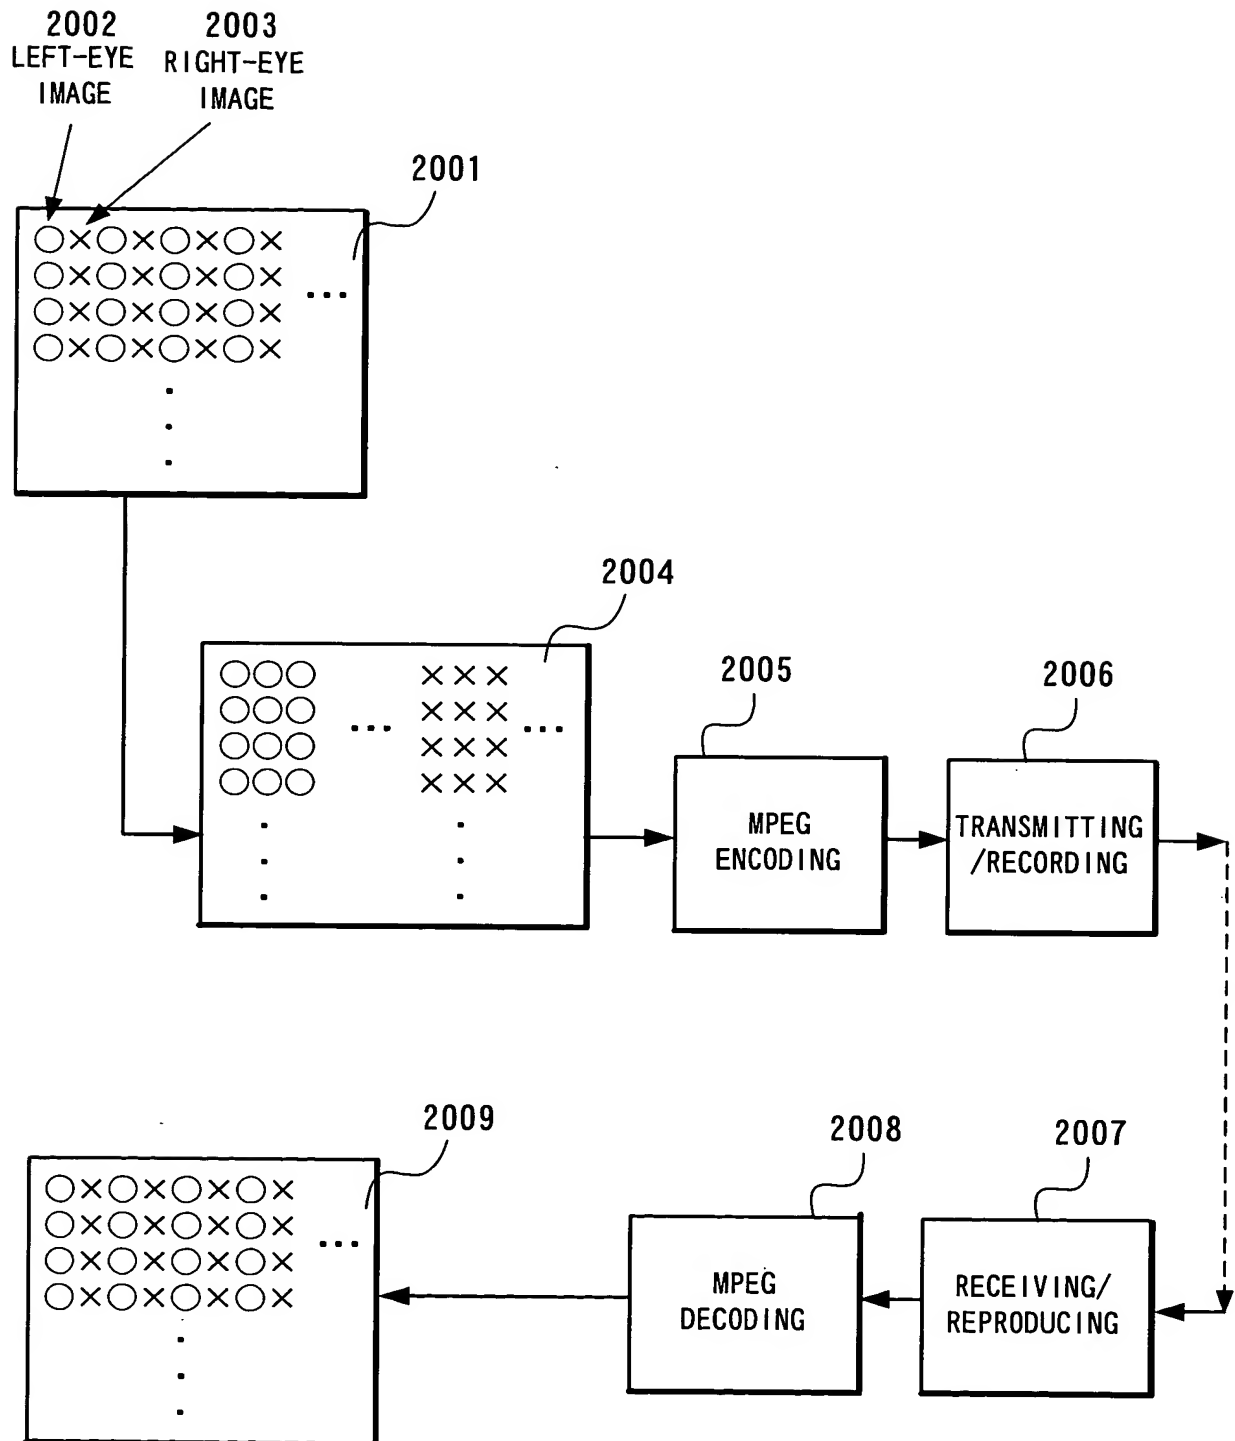 2002
LEFT-EYE
IMAGE
2003
RIGHT-EYE
IMAGE
2001
2004
2005
MPEG
ENCODING
2006
TRANSMITTING
/RECORDING
2009
2008
MPEG
DECODING
2007
RECEIVING/
REPRODUCING